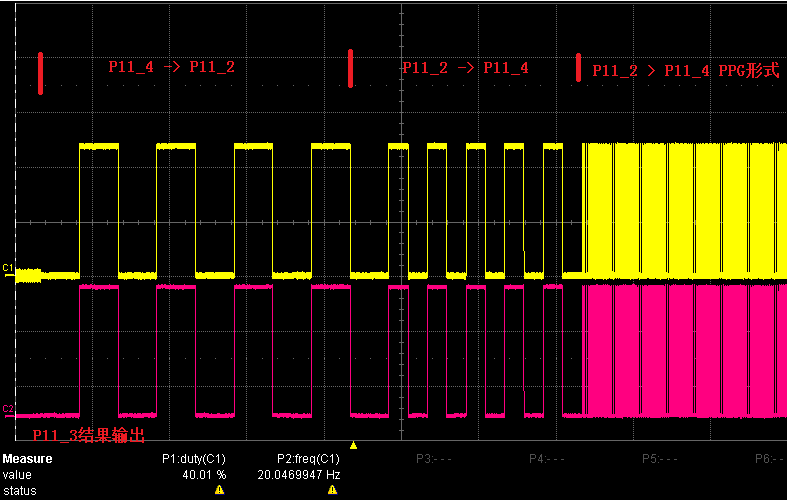 P11_4 -> P11_2
P11_2 -> P11_4
P11_2 > P11_4 PPG形式
C1
C2
P11_3结果输出
Measure P1:duty(C1) P2:freq(C1) P3:--- P4:--- P5:--- P6:--
value 40.01 % 20.0469947 Hz
status